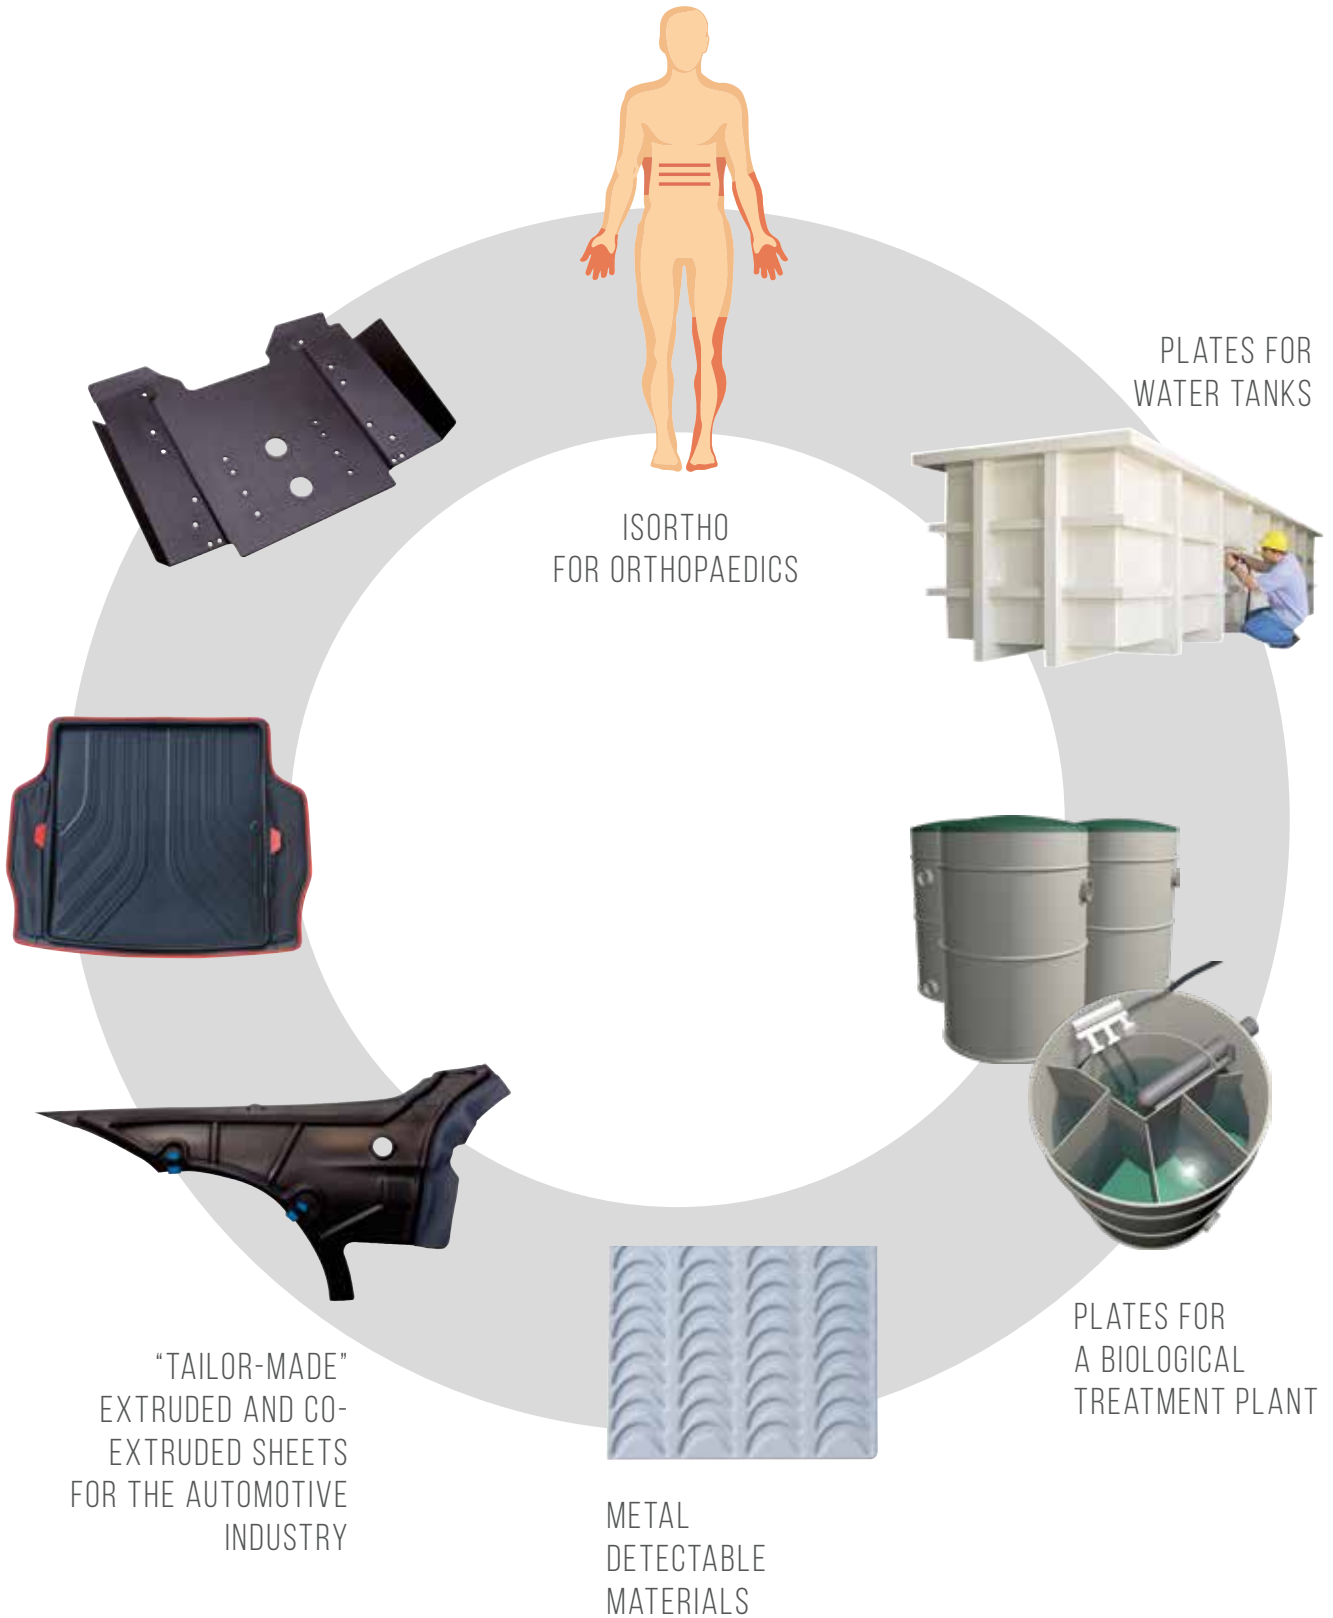 PLATES FOR
WATER TANKS
ISORTHO
FOR ORTHOPAEDICS
PLATES FOR
A BIOLOGICAL
TREATMENT PLANT
“TAILOR-MADE”
EXTRUDED AND CO-
EXTRUDED SHEETS
FOR THE AUTOMOTIVE
INDUSTRY
METAL
DETECTABLE
MATERIALS